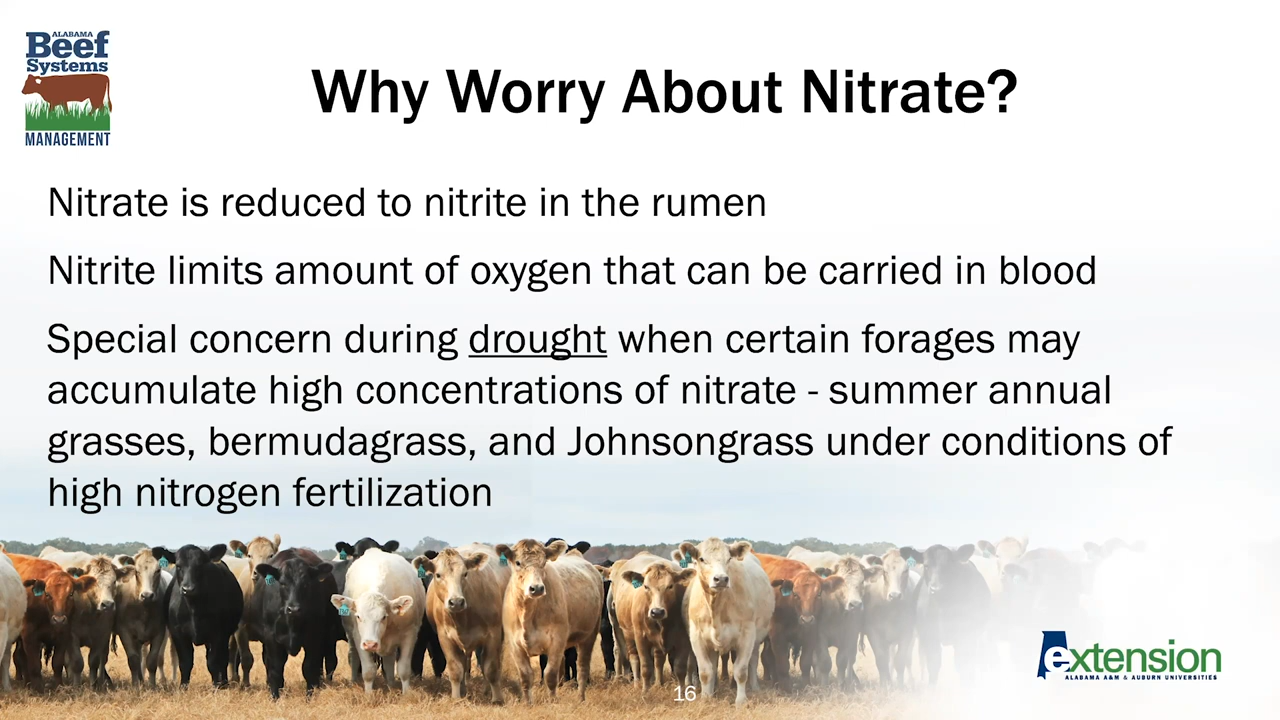 ALABAMA
Beef
Systems
MANAGEMENT
Why Worry About Nitrate?
Nitrate is reduced to nitrite in the rumen
Nitrite limits amount of oxygen that can be carried in blood
Special concern during drought when certain forages may
accumulate high concentrations of nitrate - summer annual
grasses, bermudagrass, and Johnsongrass under conditions of
high nitrogen fertilization
16
extension
ALABAMA A&M & AUBURN UNIVERSITIES